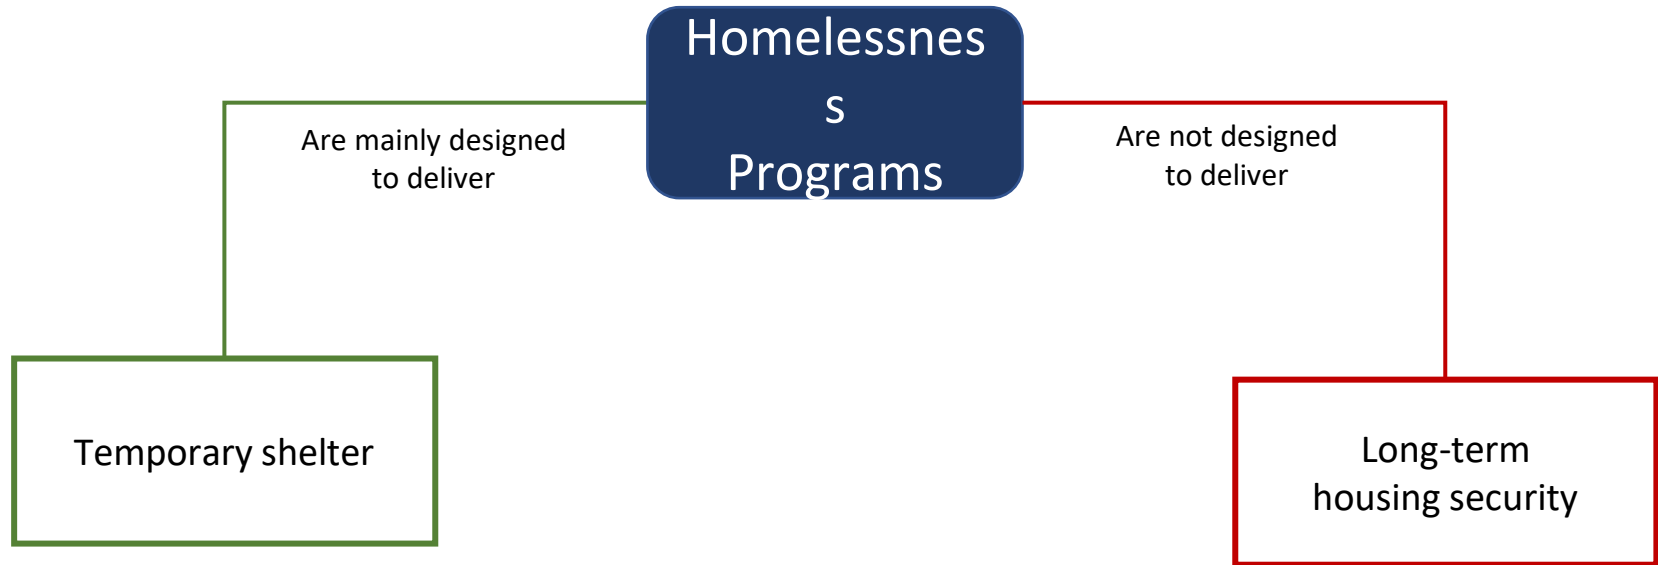 Homelessnes
s
Programs
Are mainly designed
to deliver
Are not designed
to deliver
Temporary shelter
Long-term
housing security